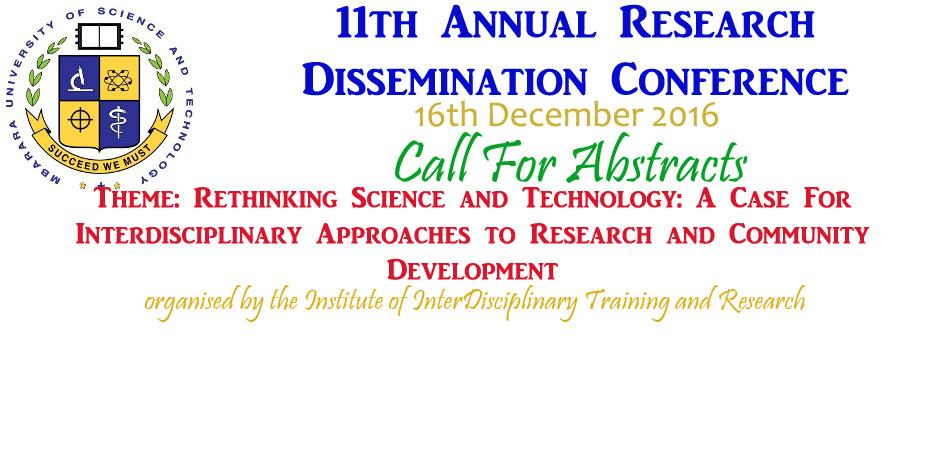 MBARARA UNIVERSITY OF SCIENCE AND TECHNOLOGY
SUCCEED WE MUST
11th Annual Research
Dissemination Conference
16th December 2016
Call For Abstracts
Theme: Rethinking Science and Technology: A Case For
Interdisciplinary Approaches to Research and Community
Development
organised by the Institute of InterDisciplinary Training and Research